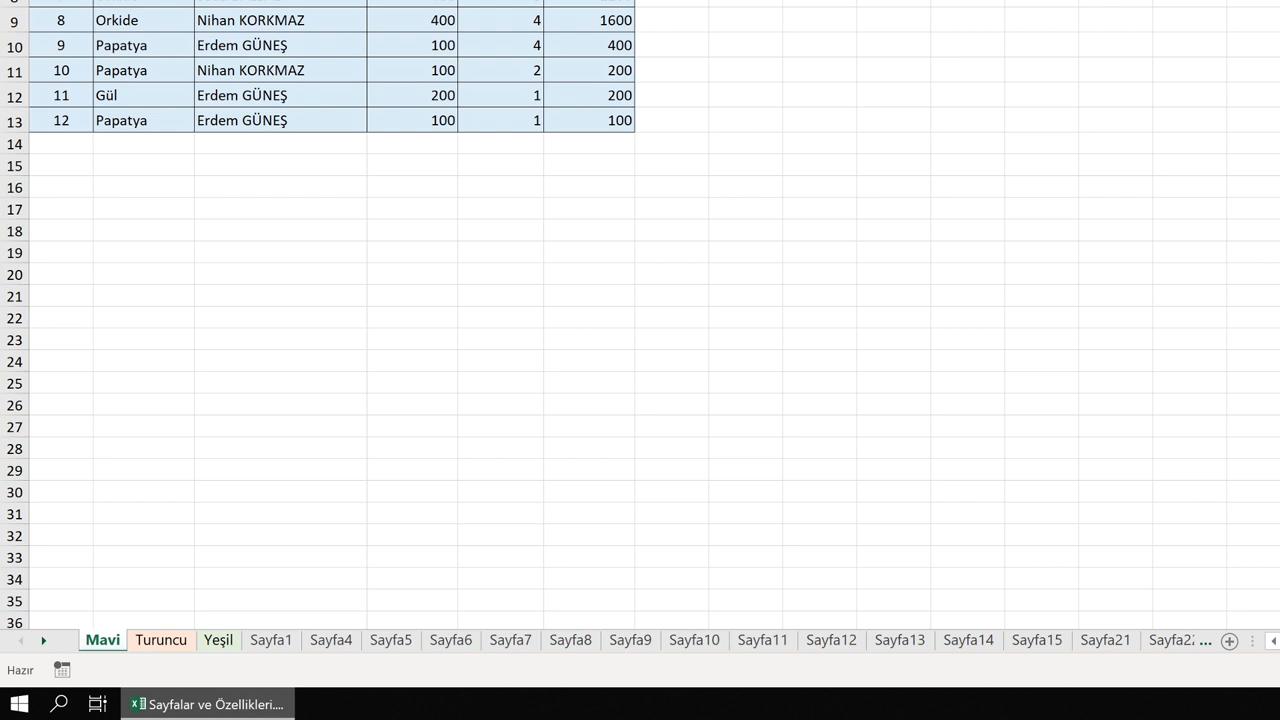 9 8 Orkide Nihan KORKMAZ 400 4 1600
10 9 Papatya Erdem GÜNEŞ 100 4 400
11 10 Papatya Nihan KORKMAZ 100 2 200
12 11 Gül Erdem GÜNEŞ 200 1 200
13 12 Papatya Erdem GÜNEŞ 100 1 100
14
15
16
17
18
19
20
21
22
23
24
25
26
27
28
29
30
31
32
33
34
35
36
Mavi Turuncu Yeşil Sayfa1 Sayfa4 Sayfa5 Sayfa6 Sayfa7 Sayfa8 Sayfa9 Sayfa10 Sayfa11 Sayfa12 Sayfa13 Sayfa14 Sayfa15 Sayfa21 Sayfa22 ...
Hazır
Sayfalar ve Özellikleri....